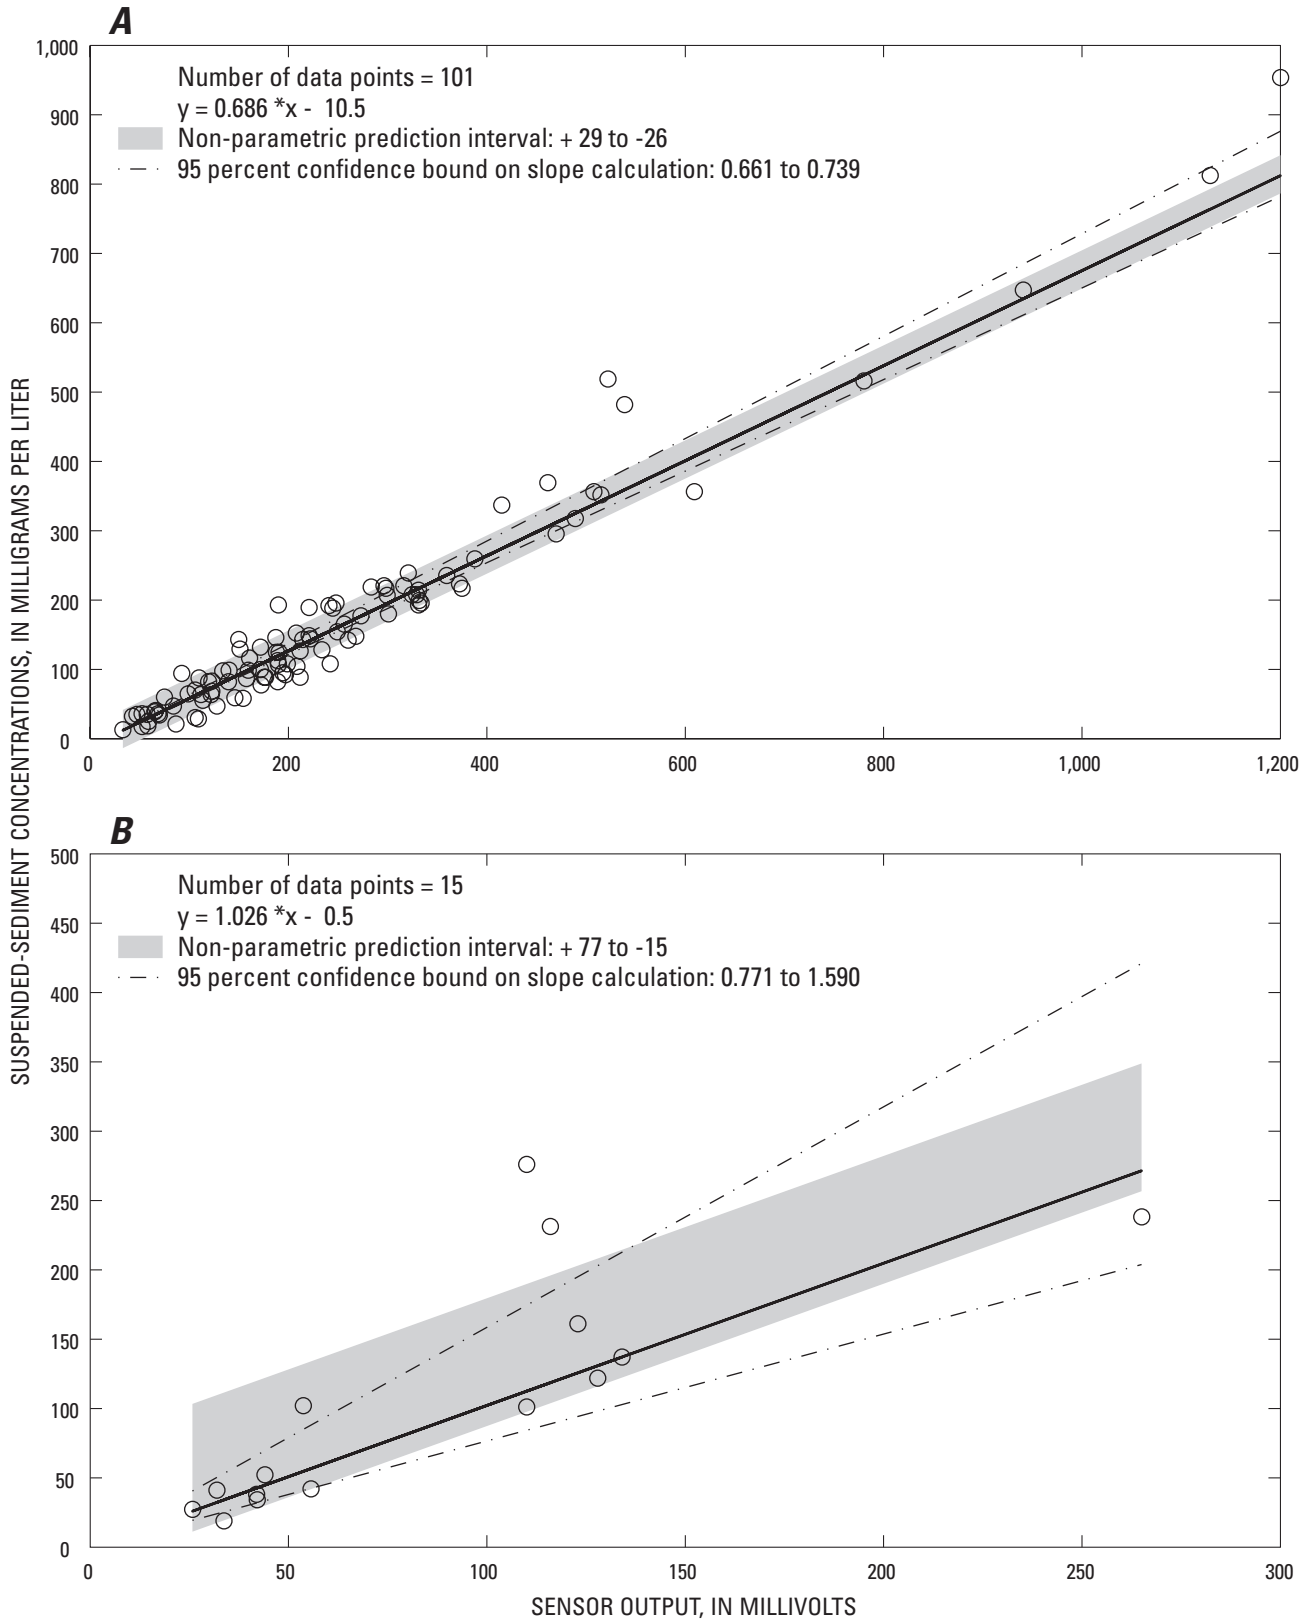 A
1,000
900
800
700
600
500
400
300
200
100
0
Number of data points = 101
y = 0.686 *x - 10.5
Non-parametric prediction interval: + 29 to -26
95 percent confidence bound on slope calculation: 0.661 to 0.739
0 200 400 600 800 1,000 1,200
SUSPENDED-SEDIMENT CONCENTRATIONS, IN MILLIGRAMS PER LITER
B
500
450
400
350
300
250
200
150
100
50
0
Number of data points = 15
y = 1.026 *x - 0.5
Non-parametric prediction interval: + 77 to -15
95 percent confidence bound on slope calculation: 0.771 to 1.590
0 50 100 150 200 250 300
SENSOR OUTPUT, IN MILLIVOLTS